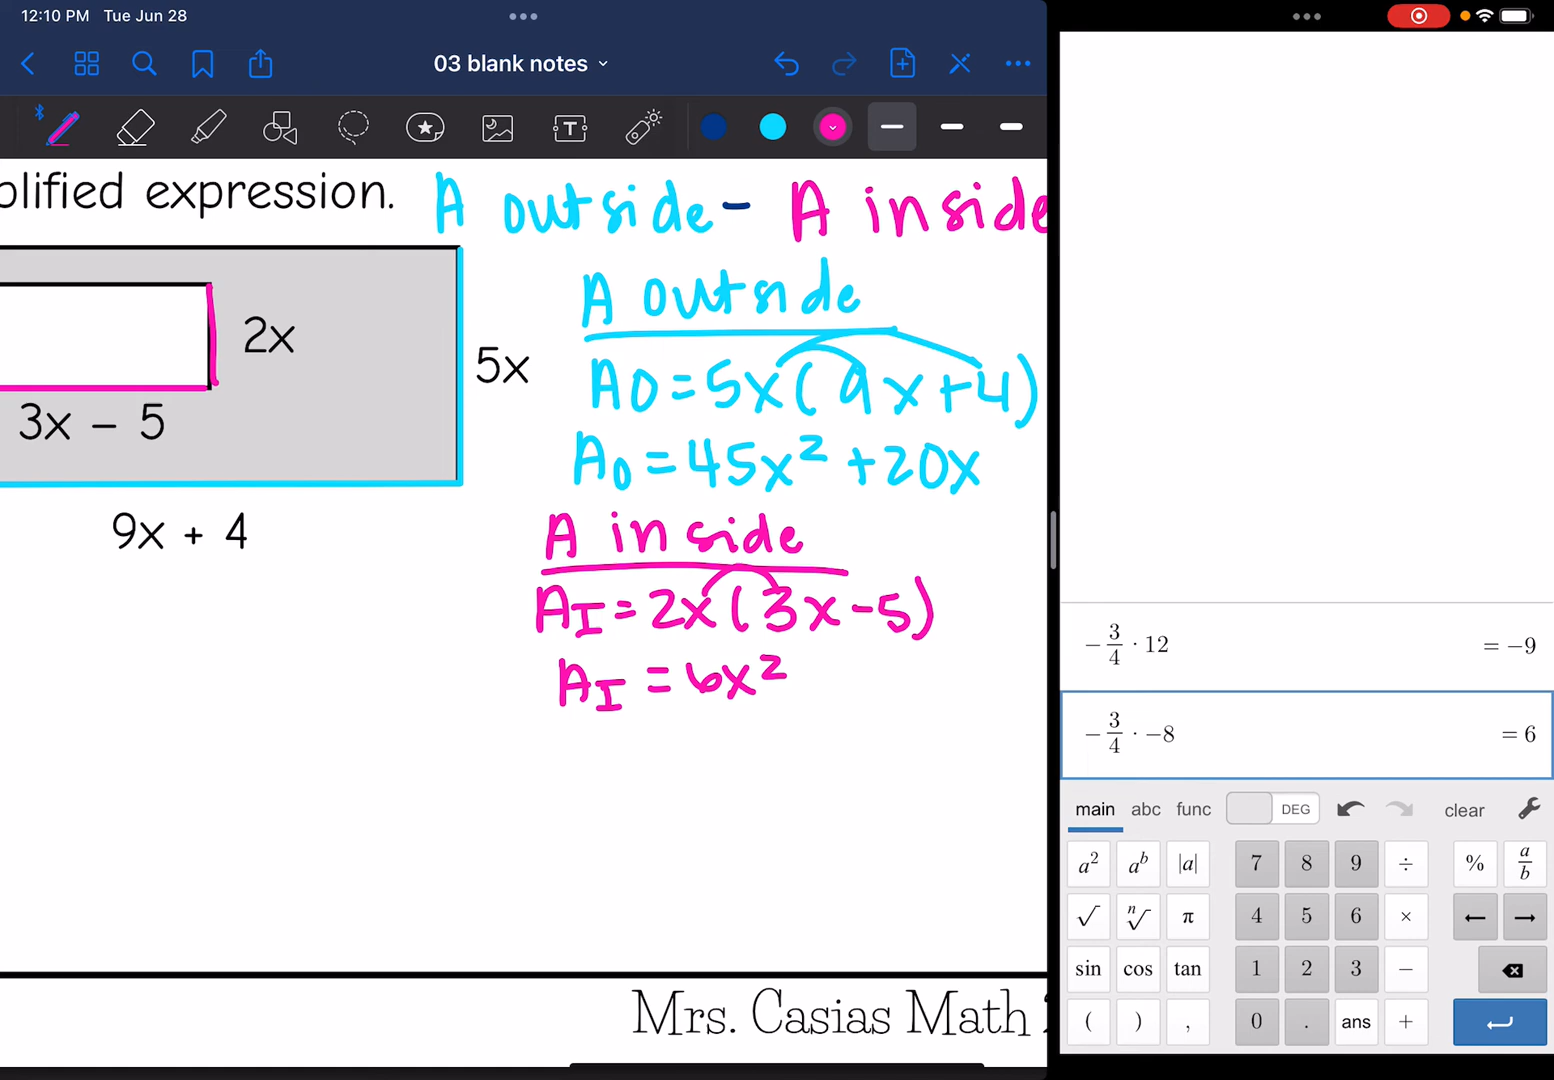 12:10 PM Tue Jun 28
03 blank notes
plified expression. A outside - A inside
A outside
2x
5x
AO = 5x(9x+4)
3x – 5
AO = 45x² + 20x
9x + 4
A inside
AI = 2x(3x-5)
AI = 6x²
Mrs. Casias Math
-3/4 · 12 = -9
-3/4 · -8 = 6
main abc func DEG clear
a² aᵇ |a| 7 8 9 ÷ % a/b
√ ⁿ√ π 4 5 6 × ← →
sin cos tan 1 2 3 −
( ) , 0 . ans +